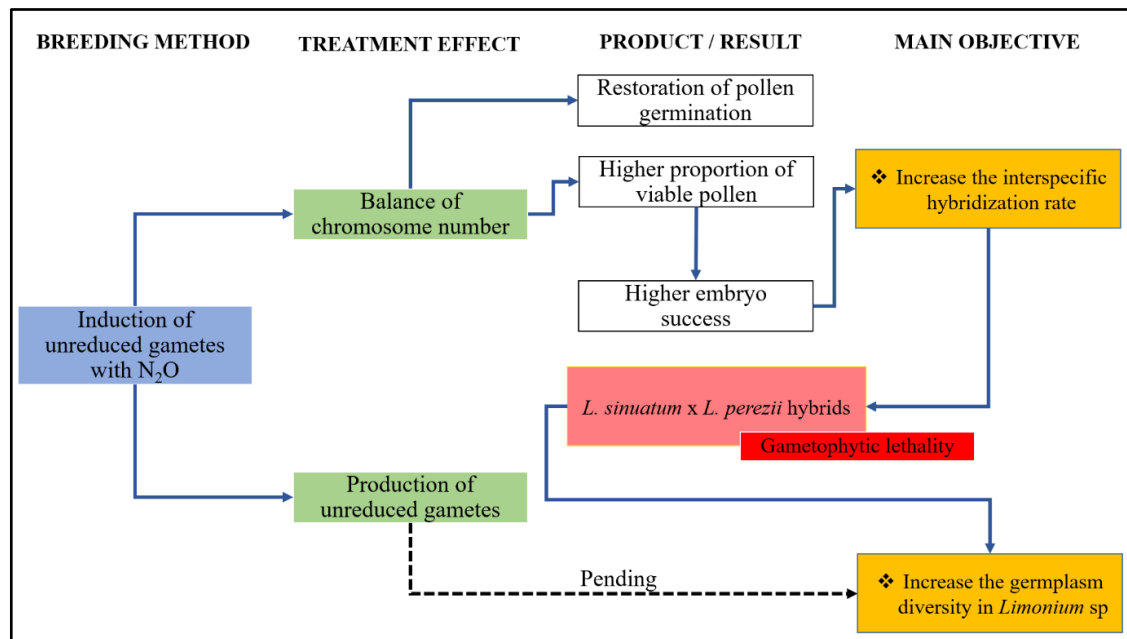 BREEDING METHOD
TREATMENT EFFECT
PRODUCT / RESULT
MAIN OBJECTIVE
Restoration of pollen
germination
Higher proportion of
viable pollen
❖ Increase the interspecific
hybridization rate
Balance of
chromosome number
Higher embryo
success
Induction of
unreduced gametes
with N₂O
L. sinuatum x L. perezii hybrids
Gametophytic lethality
Production of
unreduced gametes
Pending
❖ Increase the germplasm
diversity in Limonium sp